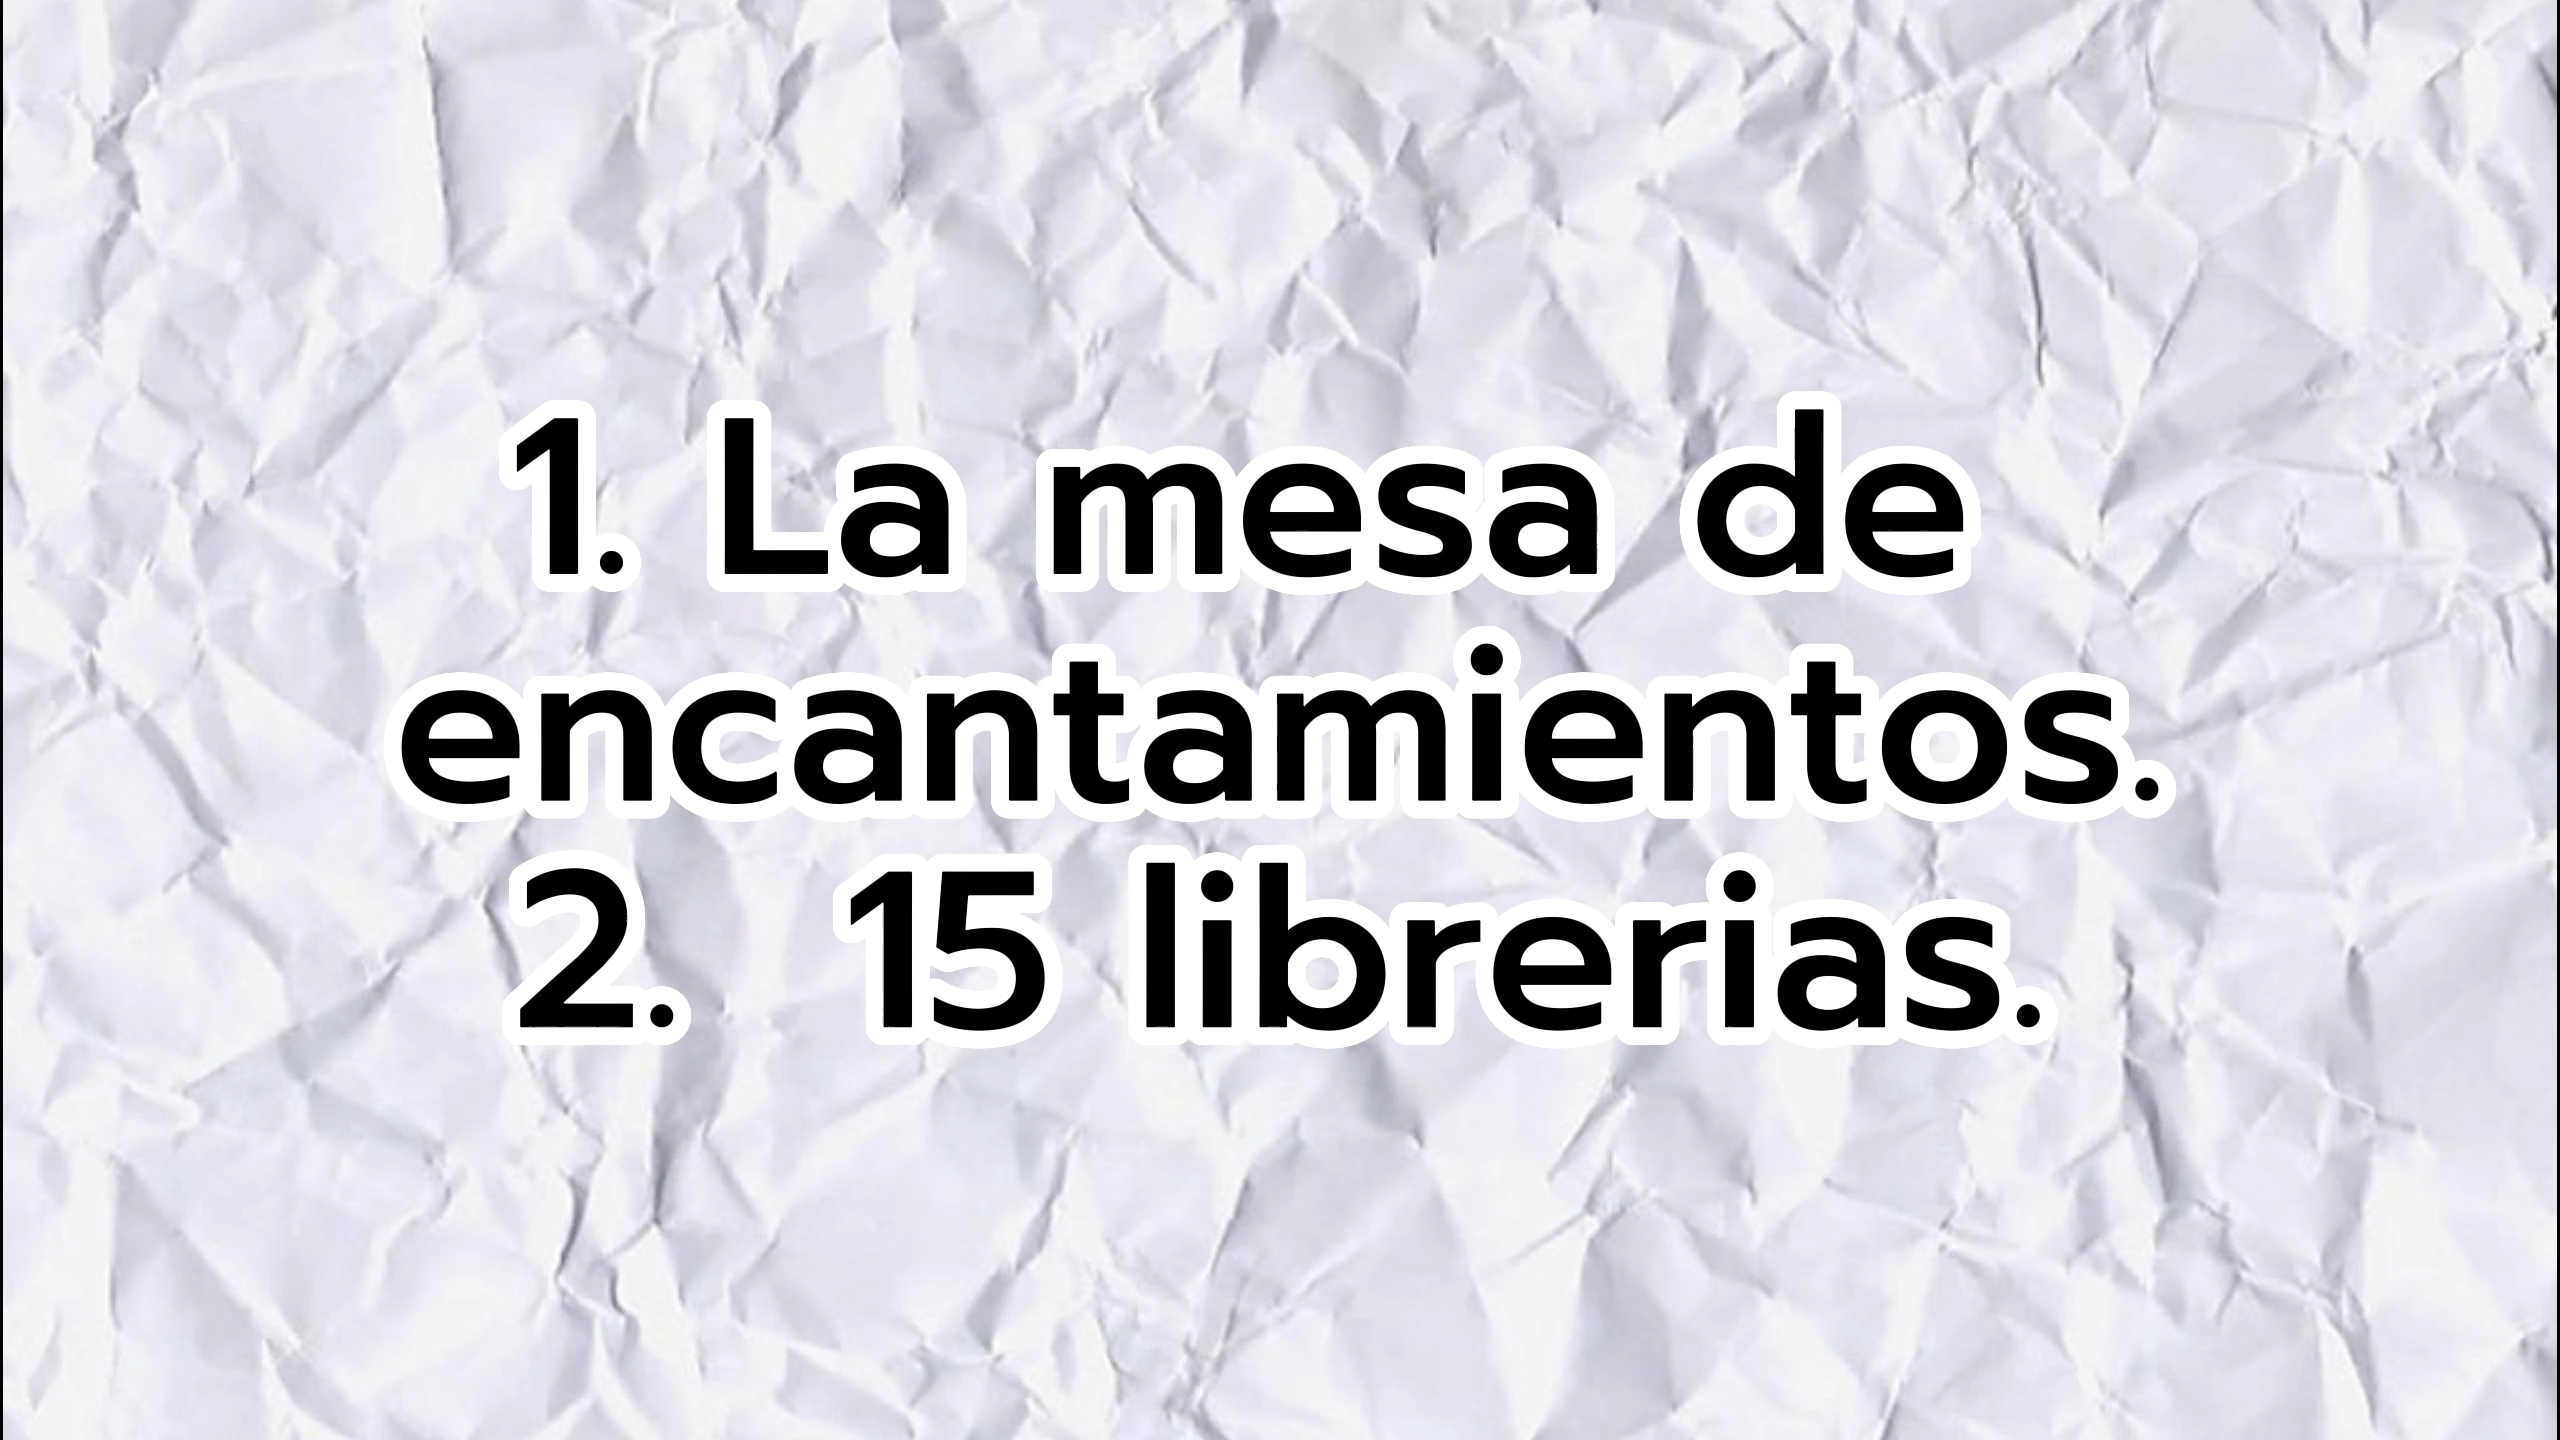 1. La mesa de
encantamientos.
2. 15 librerias.